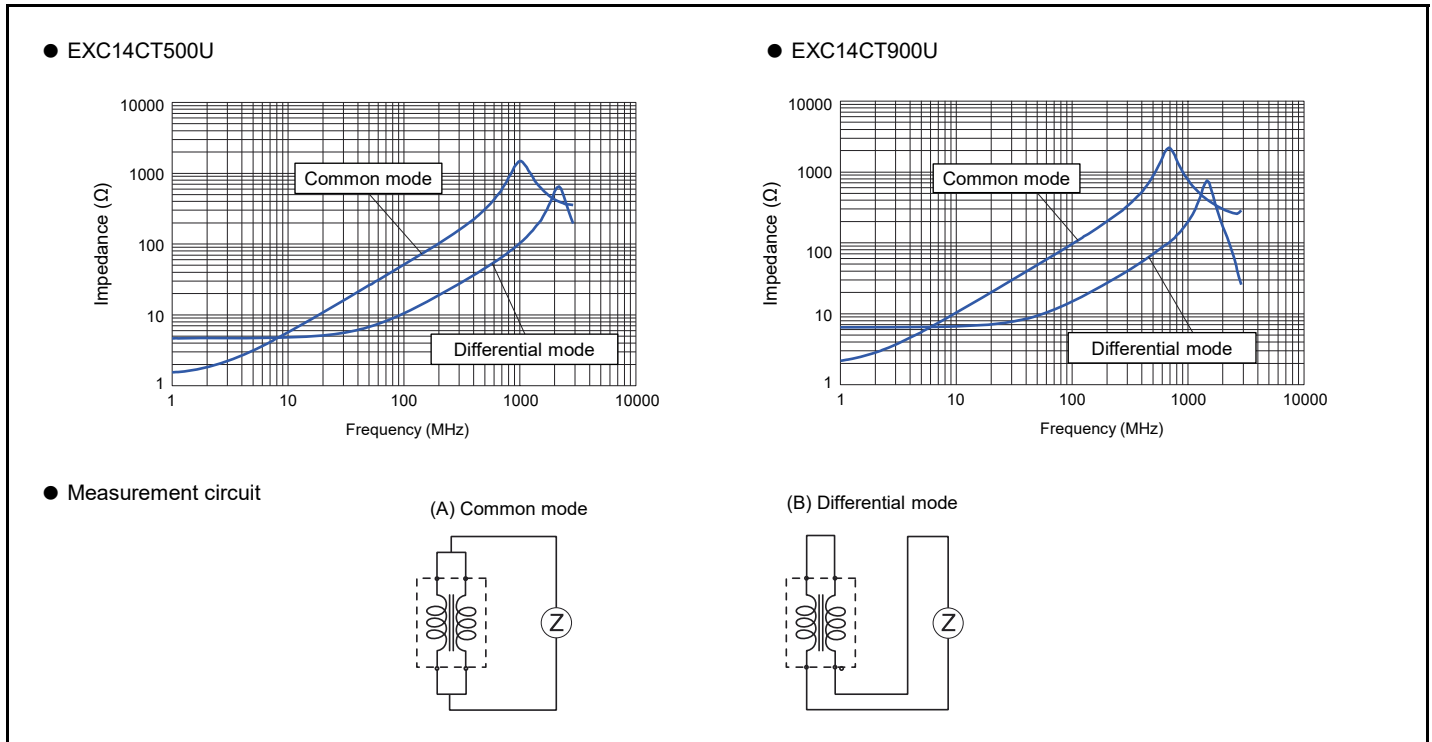 ● EXC14CT500U
10000
1000
100
10
1
Impedance (Ω)
Common mode
Differential mode
1 10 100 1000 10000
Frequency (MHz)
● EXC14CT900U
10000
1000
100
10
1
Impedance (Ω)
Common mode
Differential mode
1 10 100 1000 10000
Frequency (MHz)
● Measurement circuit
(A) Common mode
Z
(B) Differential mode
Z